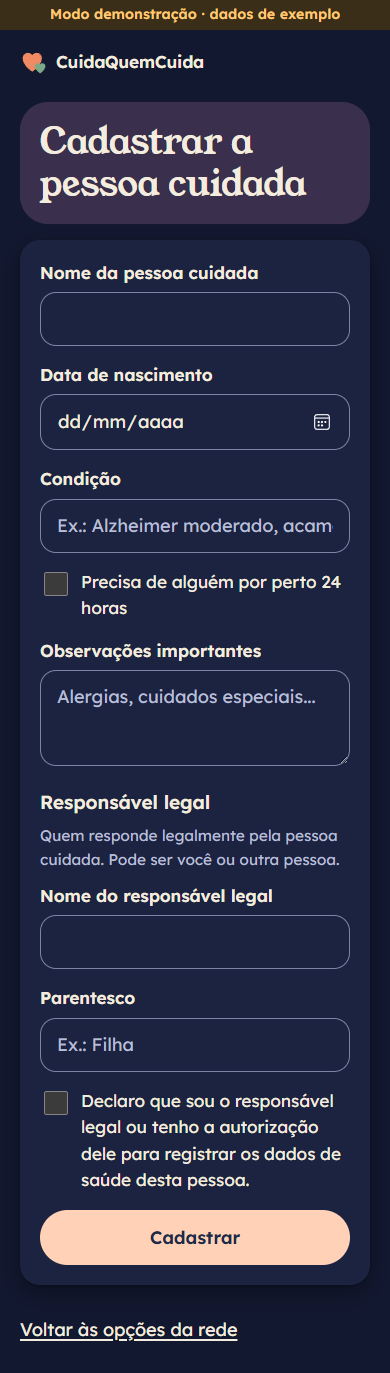 Modo demonstração · dados de exemplo
CuidaQuemCuida
Cadastrar a
pessoa cuidada
Nome da pessoa cuidada
Data de nascimento
dd/mm/aaaa
Condição
Ex.: Alzheimer moderado, acam
Precisa de alguém por perto 24
horas
Observações importantes
Alergias, cuidados especiais...
Responsável legal
Quem responde legalmente pela pessoa
cuidada. Pode ser você ou outra pessoa.
Nome do responsável legal
Parentesco
Ex.: Filha
Declaro que sou o responsável
legal ou tenho a autorização
dele para registrar os dados de
saúde desta pessoa.
Cadastrar
Voltar às opções da rede